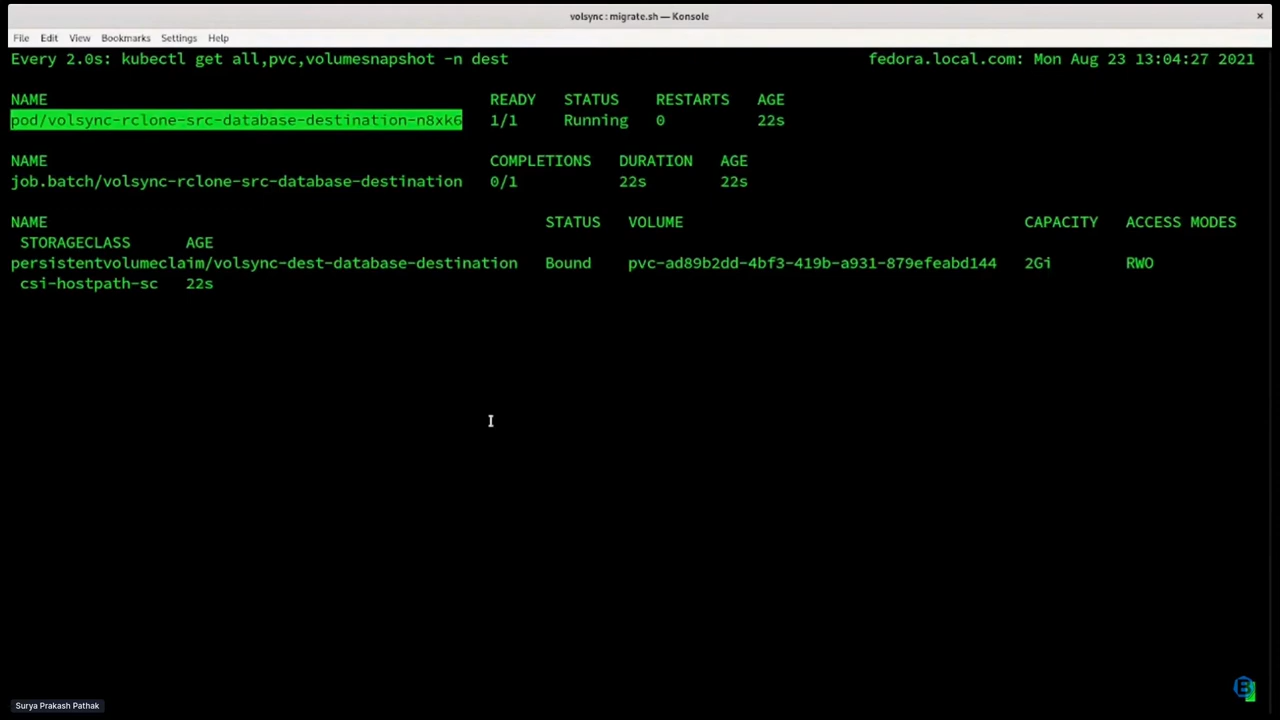 volsync : migrate.sh — Konsole
File Edit View Bookmarks Settings Help
Every 2.0s: kubectl get all,pvc,volumesnapshot -n dest fedora.local.com: Mon Aug 23 13:04:27 2021
NAME READY STATUS RESTARTS AGE
pod/volsync-rclone-src-database-destination-n8xk6 1/1 Running 0 22s
NAME COMPLETIONS DURATION AGE
job.batch/volsync-rclone-src-database-destination 0/1 22s 22s
NAME STATUS VOLUME CAPACITY ACCESS MODES
STORAGECLASS AGE
persistentvolumeclaim/volsync-dest-database-destination Bound pvc-ad89b2dd-4bf3-419b-a931-879efeabd144 2Gi RWO
csi-hostpath-sc 22s
Surya Prakash Pathak